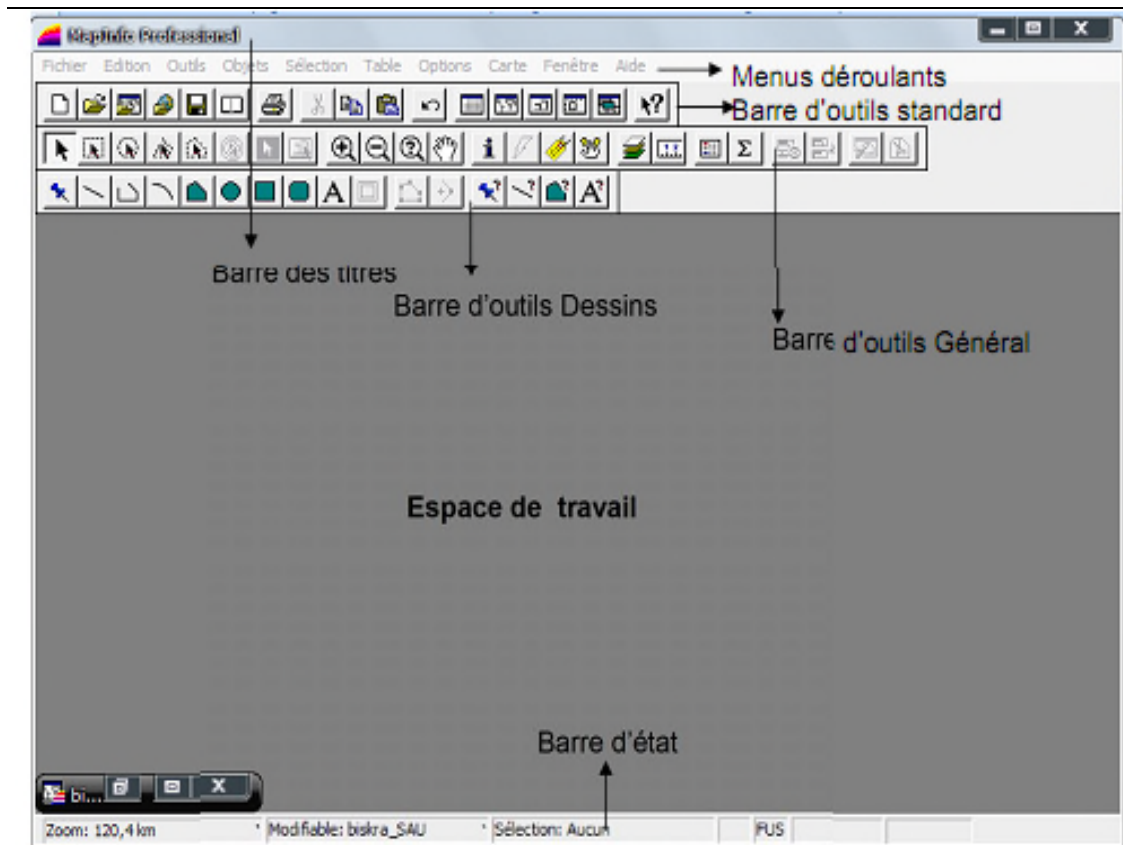 MapInfo Professional
Fichier Edition Outils Objets Sélection Table Options Carte Fenêtre Aide
Menus déroulants
Barre d'outils standard
Barre des titres
Barre d'outils Dessins
Barre d'outils Général
Espace de travail
Barre d'état
bi...
Zoom: 120,4 km Modifiable: biskra_SAU Sélection: Aucun FUS